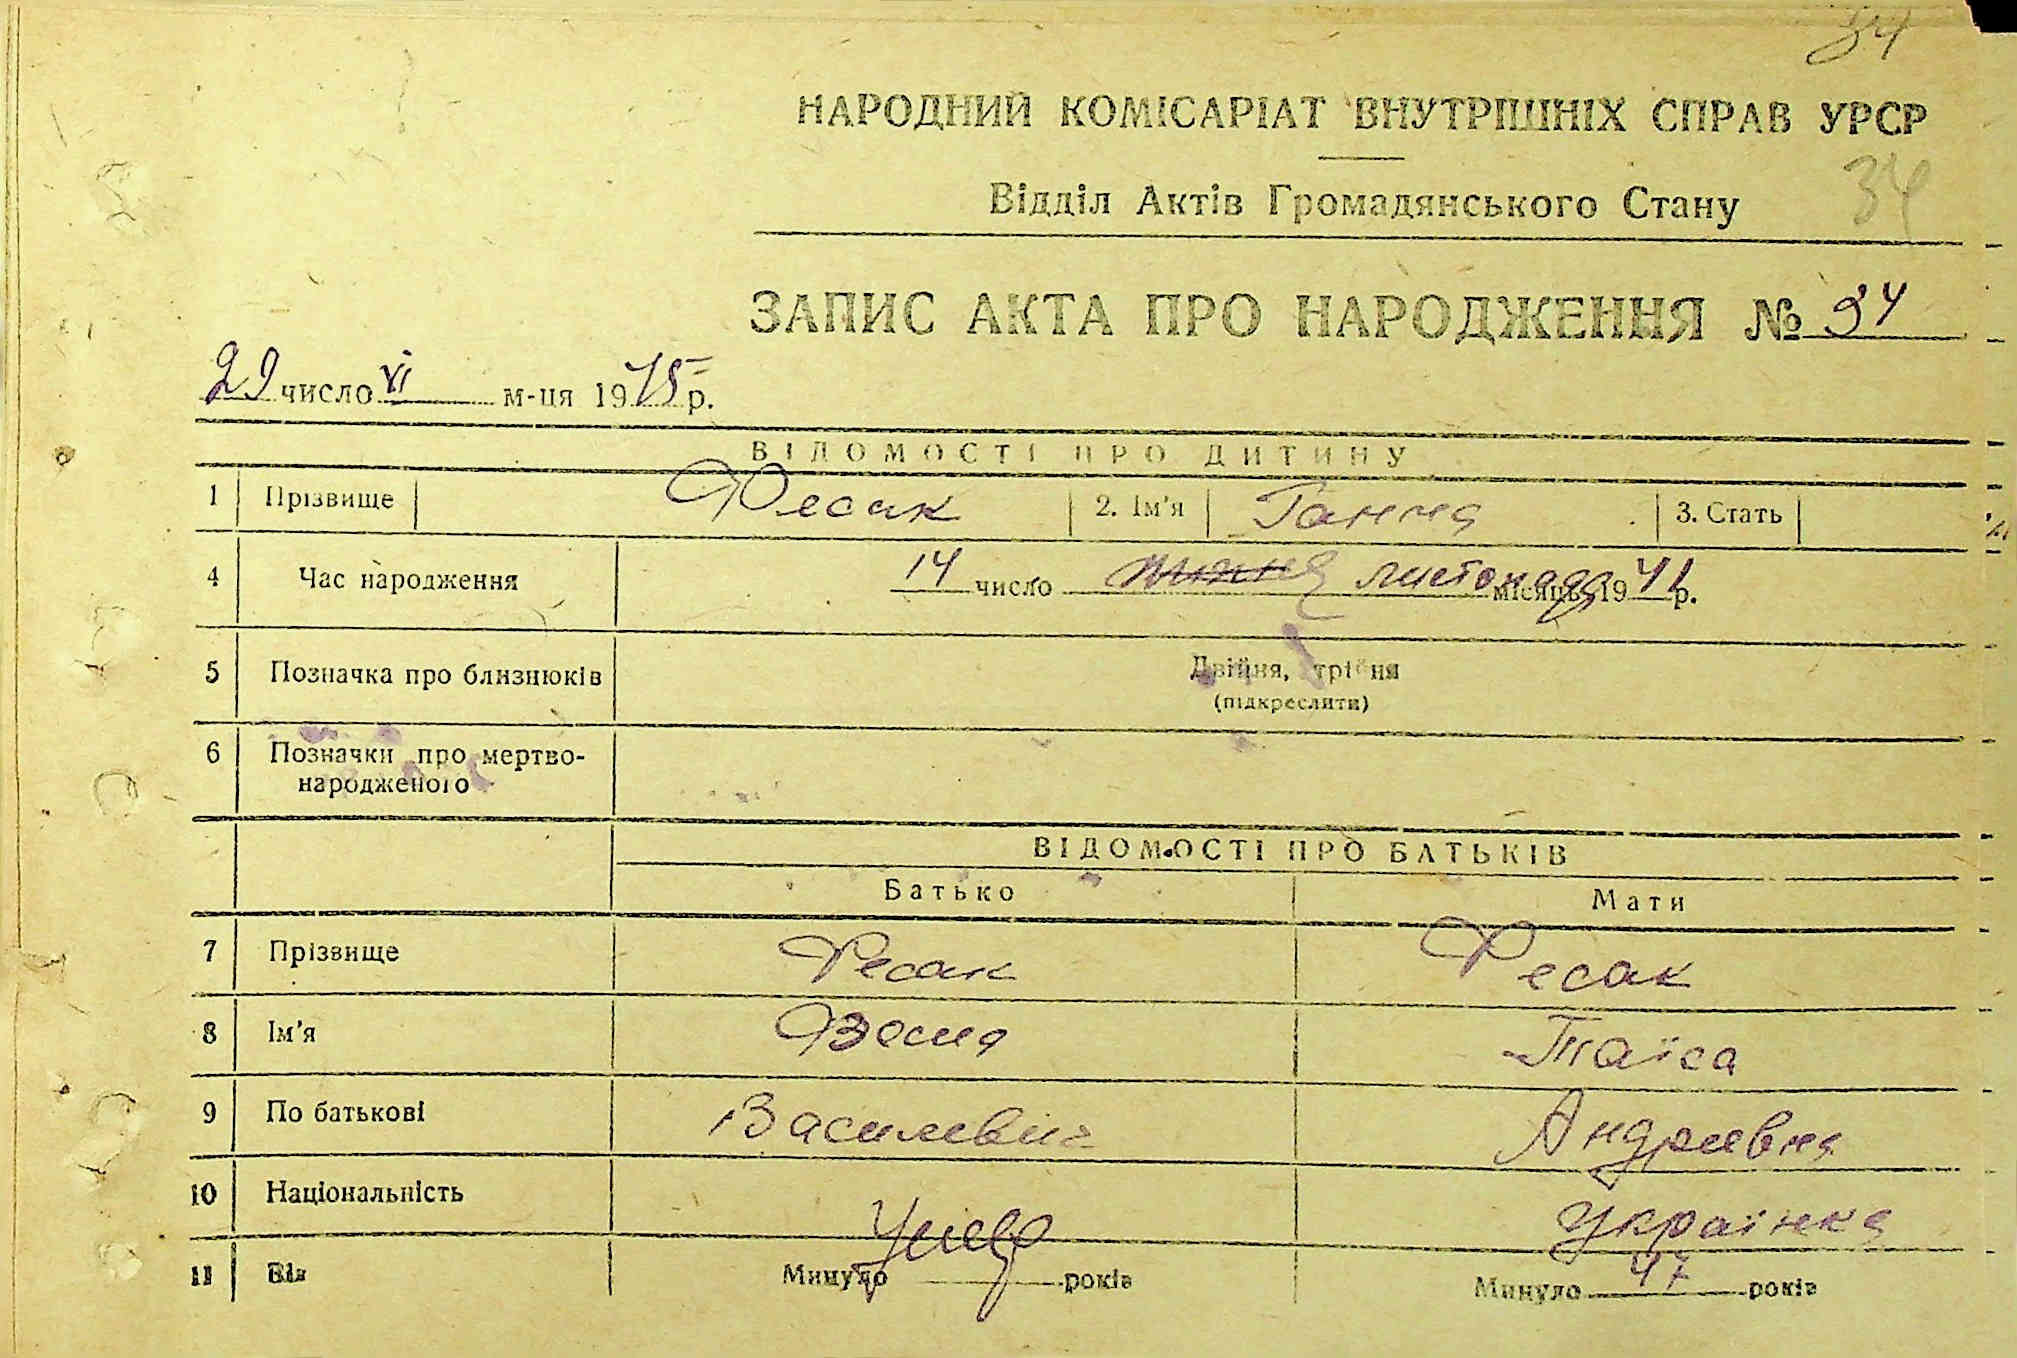 34
НАРОДНИЙ КОМІСАРІАТ ВНУТРІШНІХ СПРАВ УРСР
Відділ Актів Громадянського Стану 34
ЗАПИС АКТА ПРО НАРОДЖЕННЯ № 34
29 число VI м-ця 1945 р.
ВІДОМОСТІ ПРО ДИТИНУ
1 Прізвище Фесак 2. Ім'я Ганна 3. Стать
4 Час народження 14 число листопада місяць 1941 р.
5 Позначка про близнюків Двійня, трійня
(підкреслити)
6 Позначки про мертво-
народженого
ВІДОМОСТІ ПРО БАТЬКІВ
Батько Мати
7 Прізвище Фесак Фесак
8 Ім'я Таїса
9 По батькові Василевич Андриевна
10 Національність Українка
11 Вік Минуло років Минуло 47 років